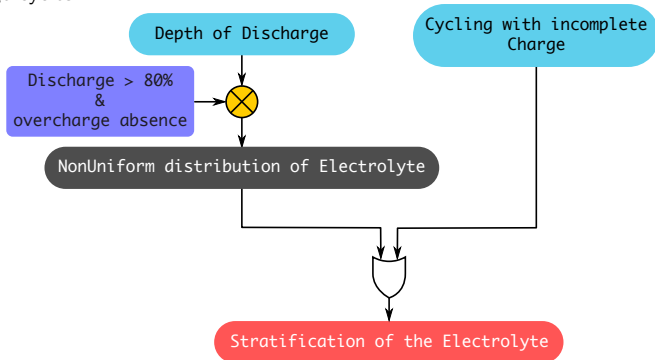 Depth of Discharge
Cycling with incomplete
Charge
Discharge > 80%
&
overcharge absence
NonUniform distribution of Electrolyte
Stratification of the Electrolyte